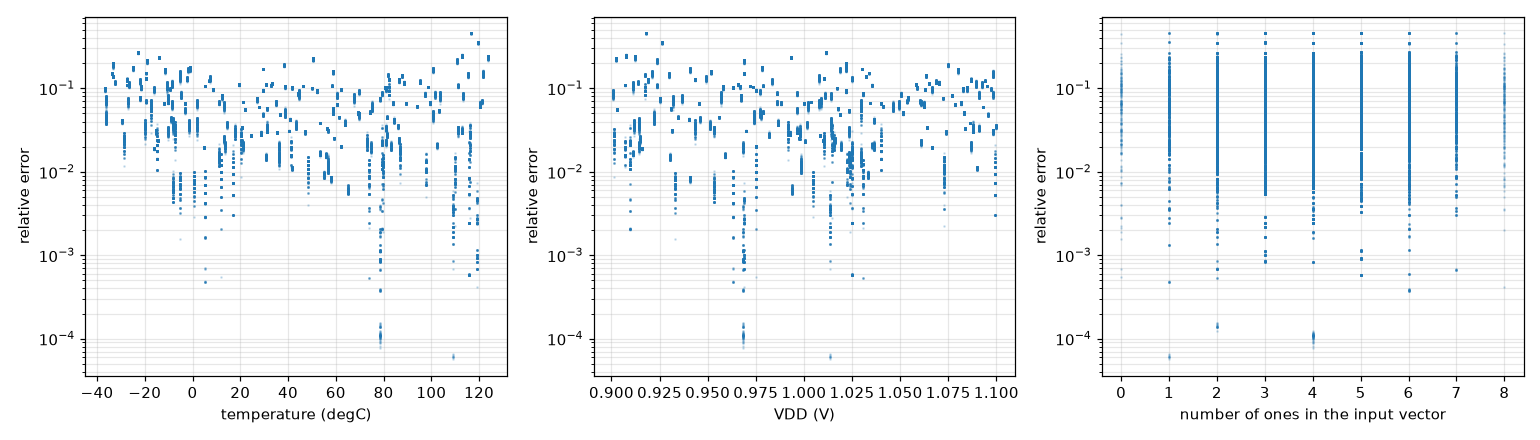 relative error
10⁻¹
10⁻²
10⁻³
10⁻⁴
−40 −20 0 20 40 60 80 100 120
temperature (degC)
relative error
10⁻¹
10⁻²
10⁻³
10⁻⁴
0.900 0.925 0.950 0.975 1.000 1.025 1.050 1.075 1.100
VDD (V)
relative error
10⁻¹
10⁻²
10⁻³
10⁻⁴
0 1 2 3 4 5 6 7 8
number of ones in the input vector